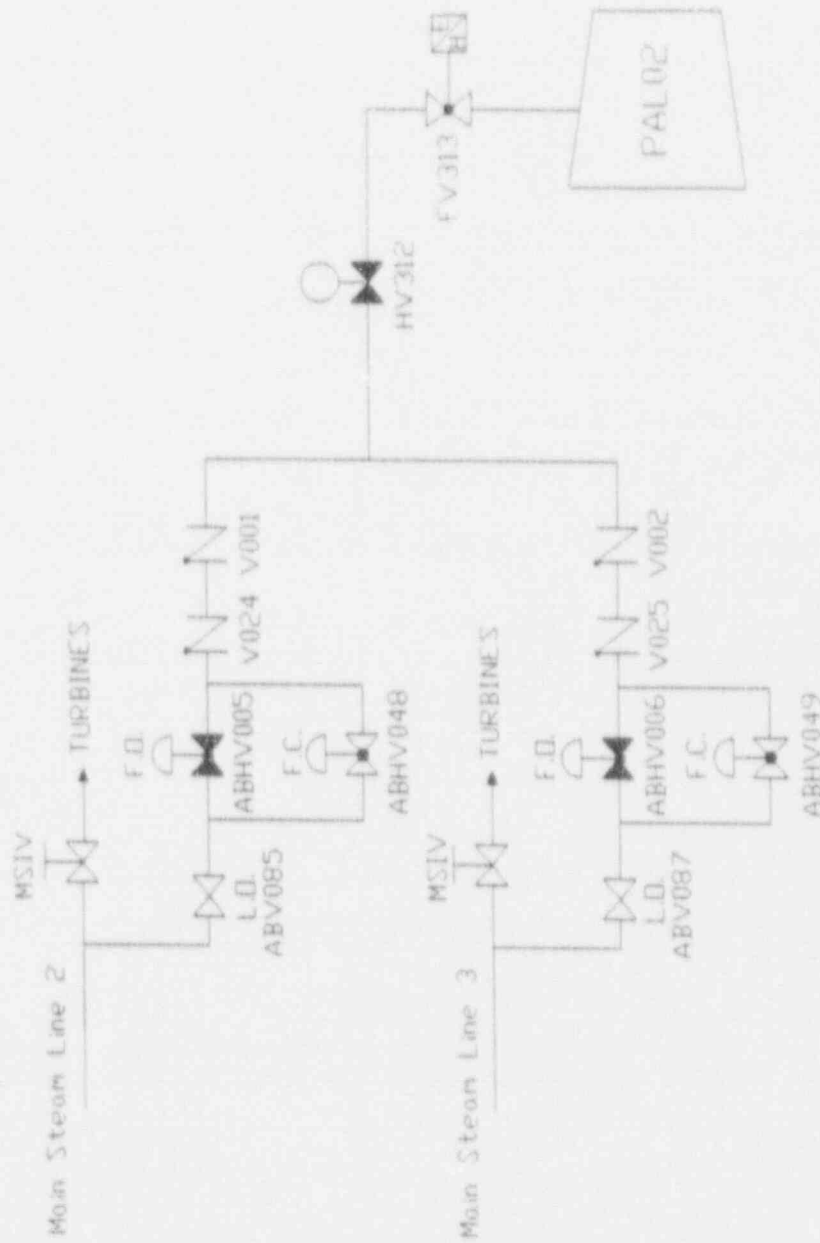 Main Steam Line 2
MSIV
TURBINES
L.O.
ABV085
F.O.
ABHV005
F.C.
ABHV048
V024
V001
Main Steam Line 3
MSIV
TURBINES
L.O.
ABV087
F.O.
ABHV006
F.C.
ABHV049
V025
V002
HV312
FV313
PAL02